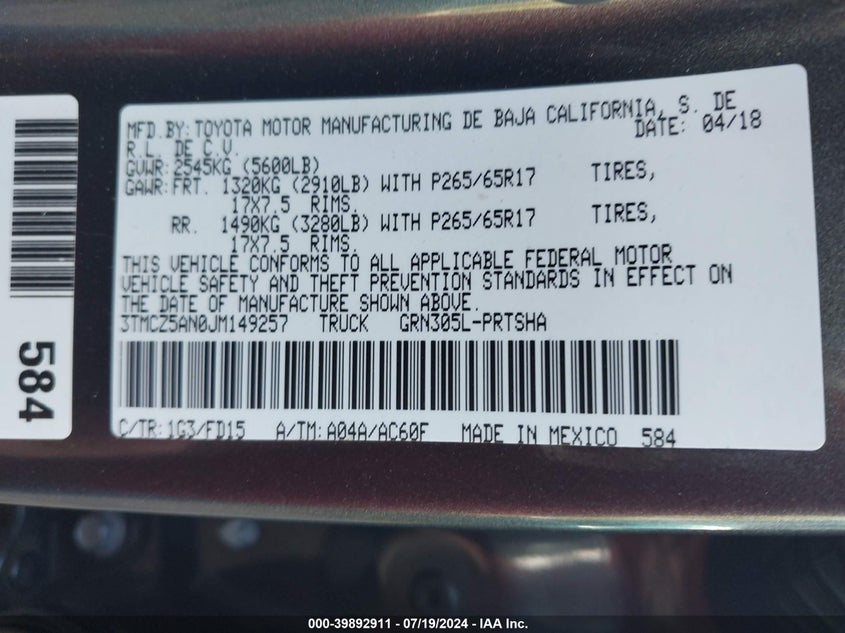 MFD.BY:TOYOTA MOTOR MANUFACTURING DE BAJA CALIFORNIA, S. DE
R.L. DE C.V. DATE: 04/18
GVWR:2545KG (5600LB)
GAWR:FRT. 1320KG (2910LB) WITH P265/65R17 TIRES,
17X7.5 RIMS.
RR. 1490KG (3280LB) WITH P265/65R17 TIRES,
17X7.5 RIMS.
THIS VEHICLE CONFORMS TO ALL APPLICABLE FEDERAL MOTOR
VEHICLE SAFETY AND THEFT PREVENTION STANDARDS IN EFFECT ON
THE DATE OF MANUFACTURE SHOWN ABOVE.
3TMCZ5AN0JM149257 TRUCK GRN305L-PRTSHA
C/TR:1G3/FD15 A/TM:A04A/AC60F MADE IN MEXICO 584
584
000-39892911 - 07/19/2024 - IAA Inc.